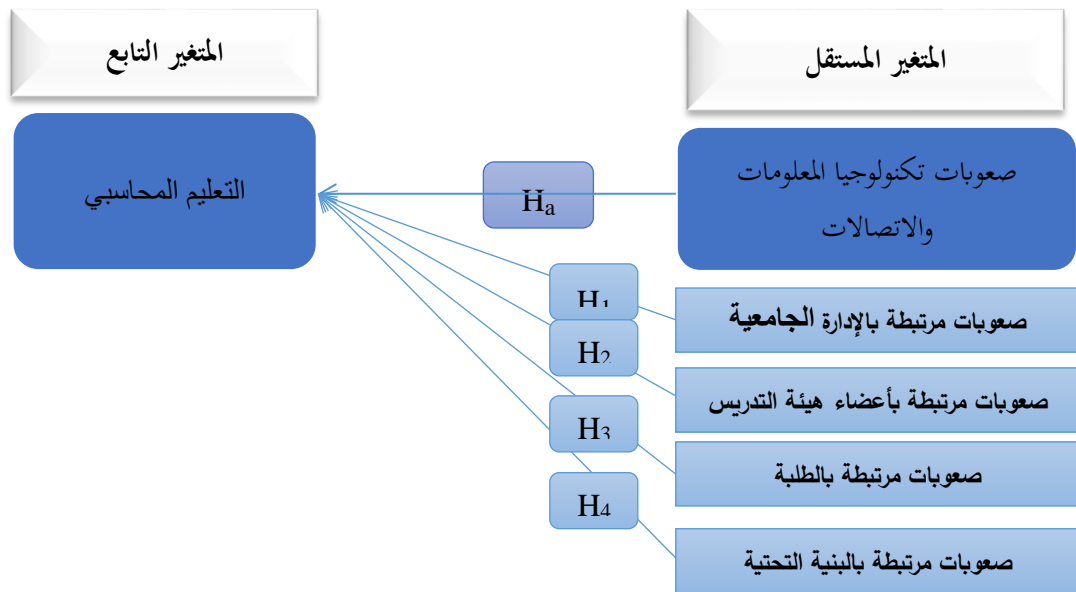 المتغير المستقل
المتغير التابع
صعوبات تكنولوجيا المعلومات
والاتصالات
Hₐ
التعليم المحاسبي
H₁
صعوبات مرتبطة بالإدارة الجامعية
H₂
صعوبات مرتبطة بأعضاء هيئة التدريس
H₃
صعوبات مرتبطة بالطلبة
H₄
صعوبات مرتبطة بالبنية التحتية